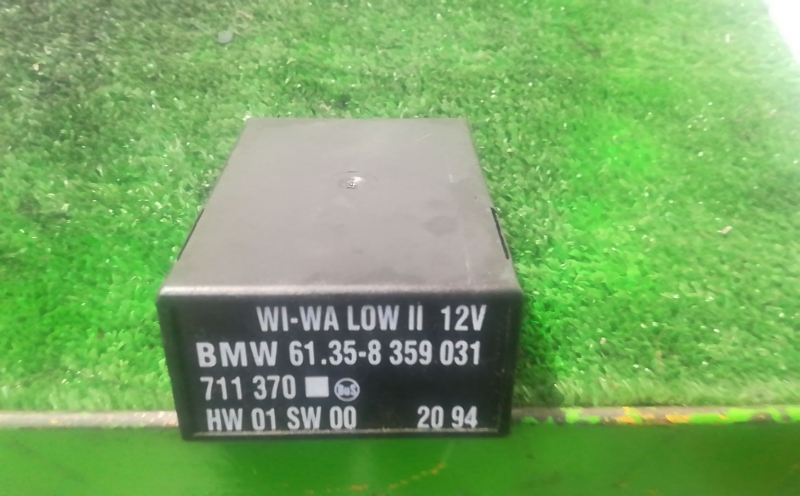 WI-WA LOW II 12V
BMW 61.35-8 359 031
711 370
HW 01 SW 00 20 94